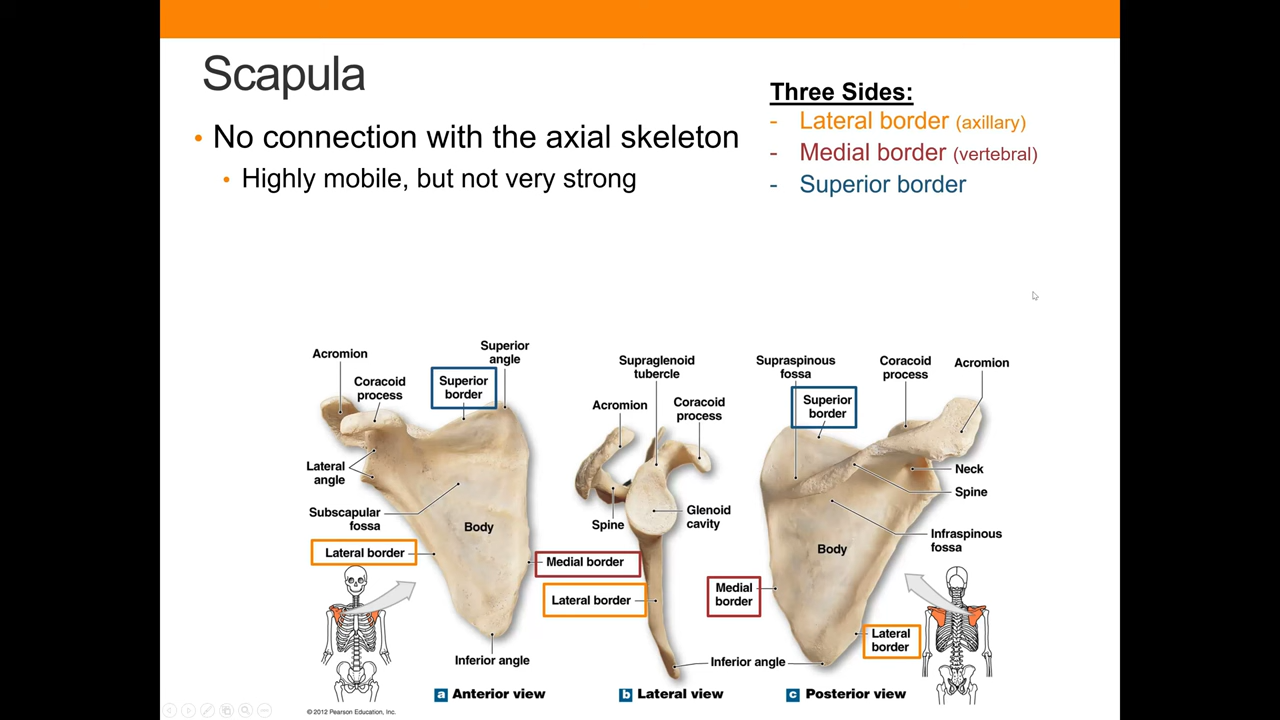 Scapula
• No connection with the axial skeleton
• Highly mobile, but not very strong
Three Sides:
- Lateral border (axillary)
- Medial border (vertebral)
- Superior border
Acromion
Coracoid
process
Superior
border
Superior
angle
Lateral
angle
Subscapular
fossa
Body
Lateral border
Medial border
Inferior angle
a Anterior view
Supraglenoid
tubercle
Acromion
Coracoid
process
Spine
Glenoid
cavity
Lateral border
Inferior angle
b Lateral view
Supraspinous
fossa
Superior
border
Coracoid
process
Acromion
Neck
Spine
Infraspinous
fossa
Body
Medial
border
Lateral
border
c Posterior view
© 2012 Pearson Education, Inc.